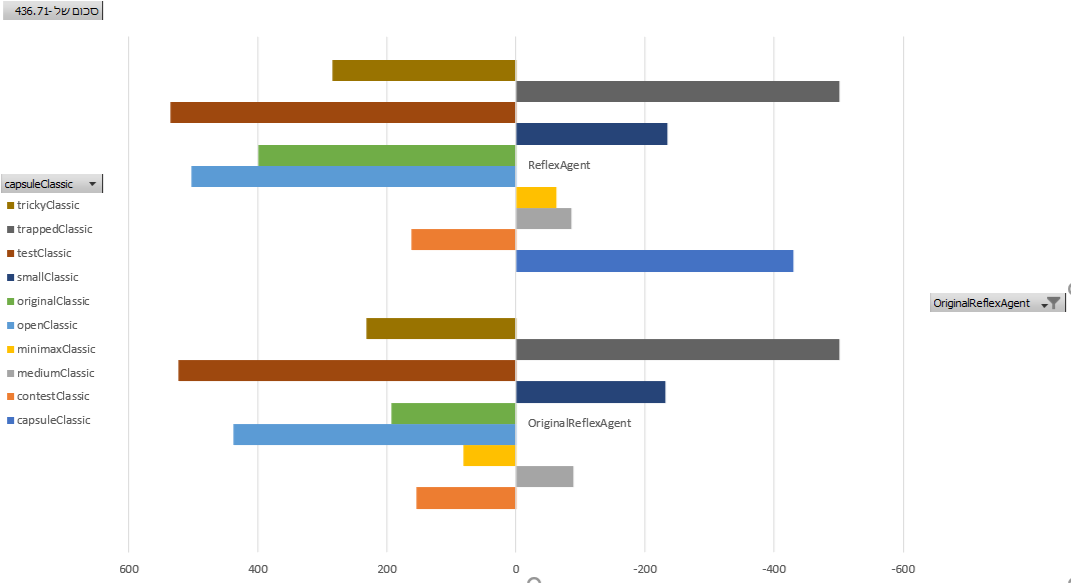 סכום של -436.71
capsuleClassic
trickyClassic
trappedClassic
testClassic
smallClassic
originalClassic
openClassic
minimaxClassic
mediumClassic
contestClassic
capsuleClassic
ReflexAgent
OriginalReflexAgent
OriginalReflexAgent
600 400 200 0 -200 -400 -600